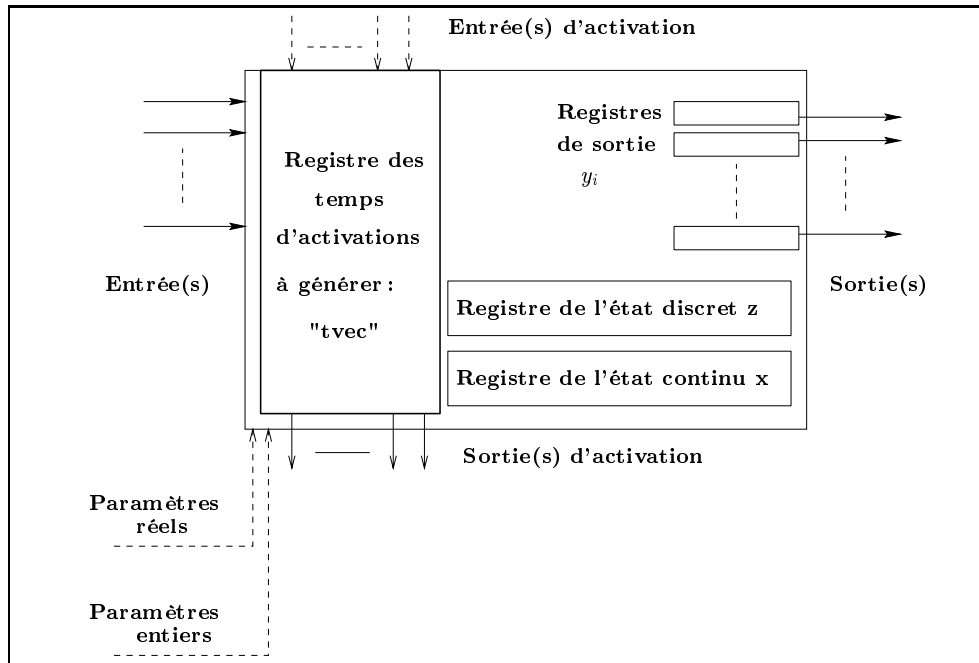 Entrée(s) d'activation
Registres
de sortie
y_i
Registre des
temps
d'activations
à générer :
"tvec"
Entrée(s)
Sortie(s)
Registre de l'état discret z
Registre de l'état continu x
Sortie(s) d'activation
Paramètres
réels
Paramètres
entiers